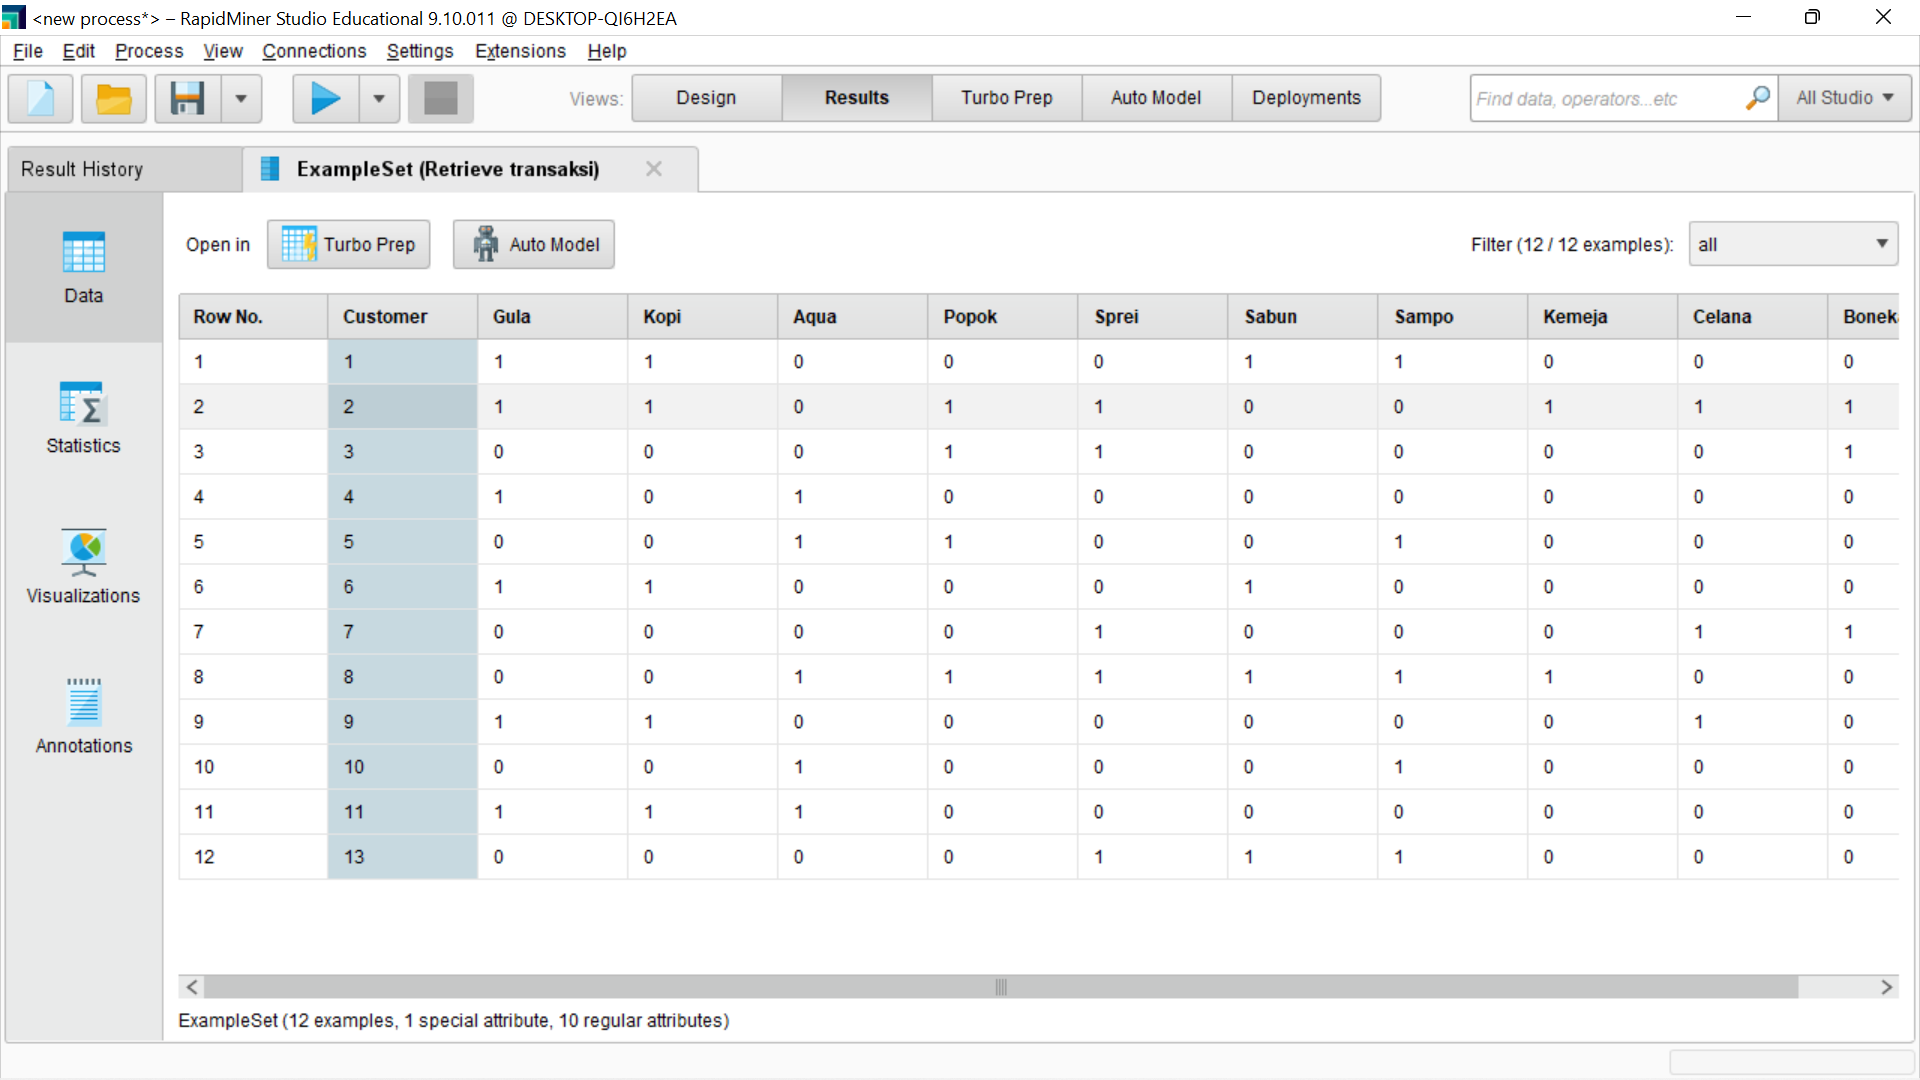 <new process*> – RapidMiner Studio Educational 9.10.011 @ DESKTOP-QI6H2EA
File Edit Process View Connections Settings Extensions Help
Views: Design Results Turbo Prep Auto Model Deployments Find data, operators...etc All Studio
Result History ExampleSet (Retrieve transaksi)
Open in Turbo Prep Auto Model Filter (12 / 12 examples): all
Data
Statistics
Visualizations
Annotations
Row No. Customer Gula Kopi Aqua Popok Sprei Sabun Sampo Kemeja Celana Bonek
1 1 1 1 0 0 0 1 1 0 0 0
2 2 1 1 0 1 1 0 0 1 1 1
3 3 0 0 0 1 1 0 0 0 0 1
4 4 1 0 1 0 0 0 0 0 0 0
5 5 0 0 1 1 0 0 1 0 0 0
6 6 1 1 0 0 0 1 0 0 0 0
7 7 0 0 0 0 1 0 0 0 1 1
8 8 0 0 1 1 1 1 1 1 0 0
9 9 1 1 0 0 0 0 0 0 1 0
10 10 0 0 1 0 0 0 1 0 0 0
11 11 1 1 1 0 0 0 0 0 0 0
12 13 0 0 0 0 1 1 1 0 0 0
ExampleSet (12 examples, 1 special attribute, 10 regular attributes)